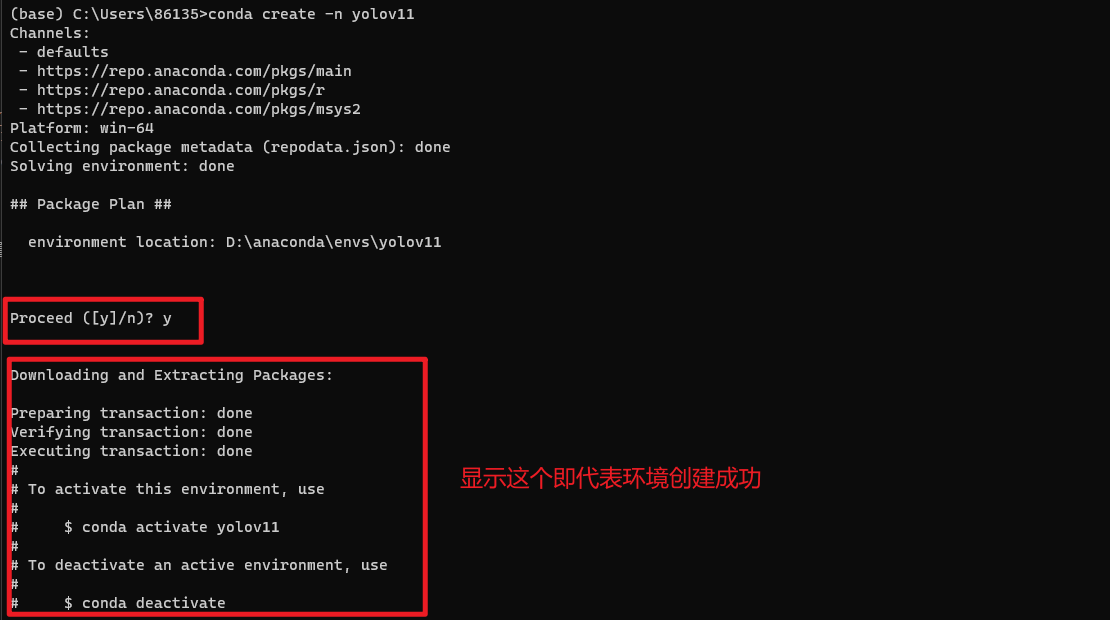 (base) C:\Users\86135>conda create -n yolov11
Channels:
 - defaults
 - https://repo.anaconda.com/pkgs/main
 - https://repo.anaconda.com/pkgs/r
 - https://repo.anaconda.com/pkgs/msys2
Platform: win-64
Collecting package metadata (repodata.json): done
Solving environment: done
## Package Plan ##
  environment location: D:\anaconda\envs\yolov11
Proceed ([y]/n)? y
Downloading and Extracting Packages:
Preparing transaction: done
Verifying transaction: done
Executing transaction: done
#
# To activate this environment, use
#
#     $ conda activate yolov11
#
# To deactivate an active environment, use
#
#     $ conda deactivate
显示这个即代表环境创建成功